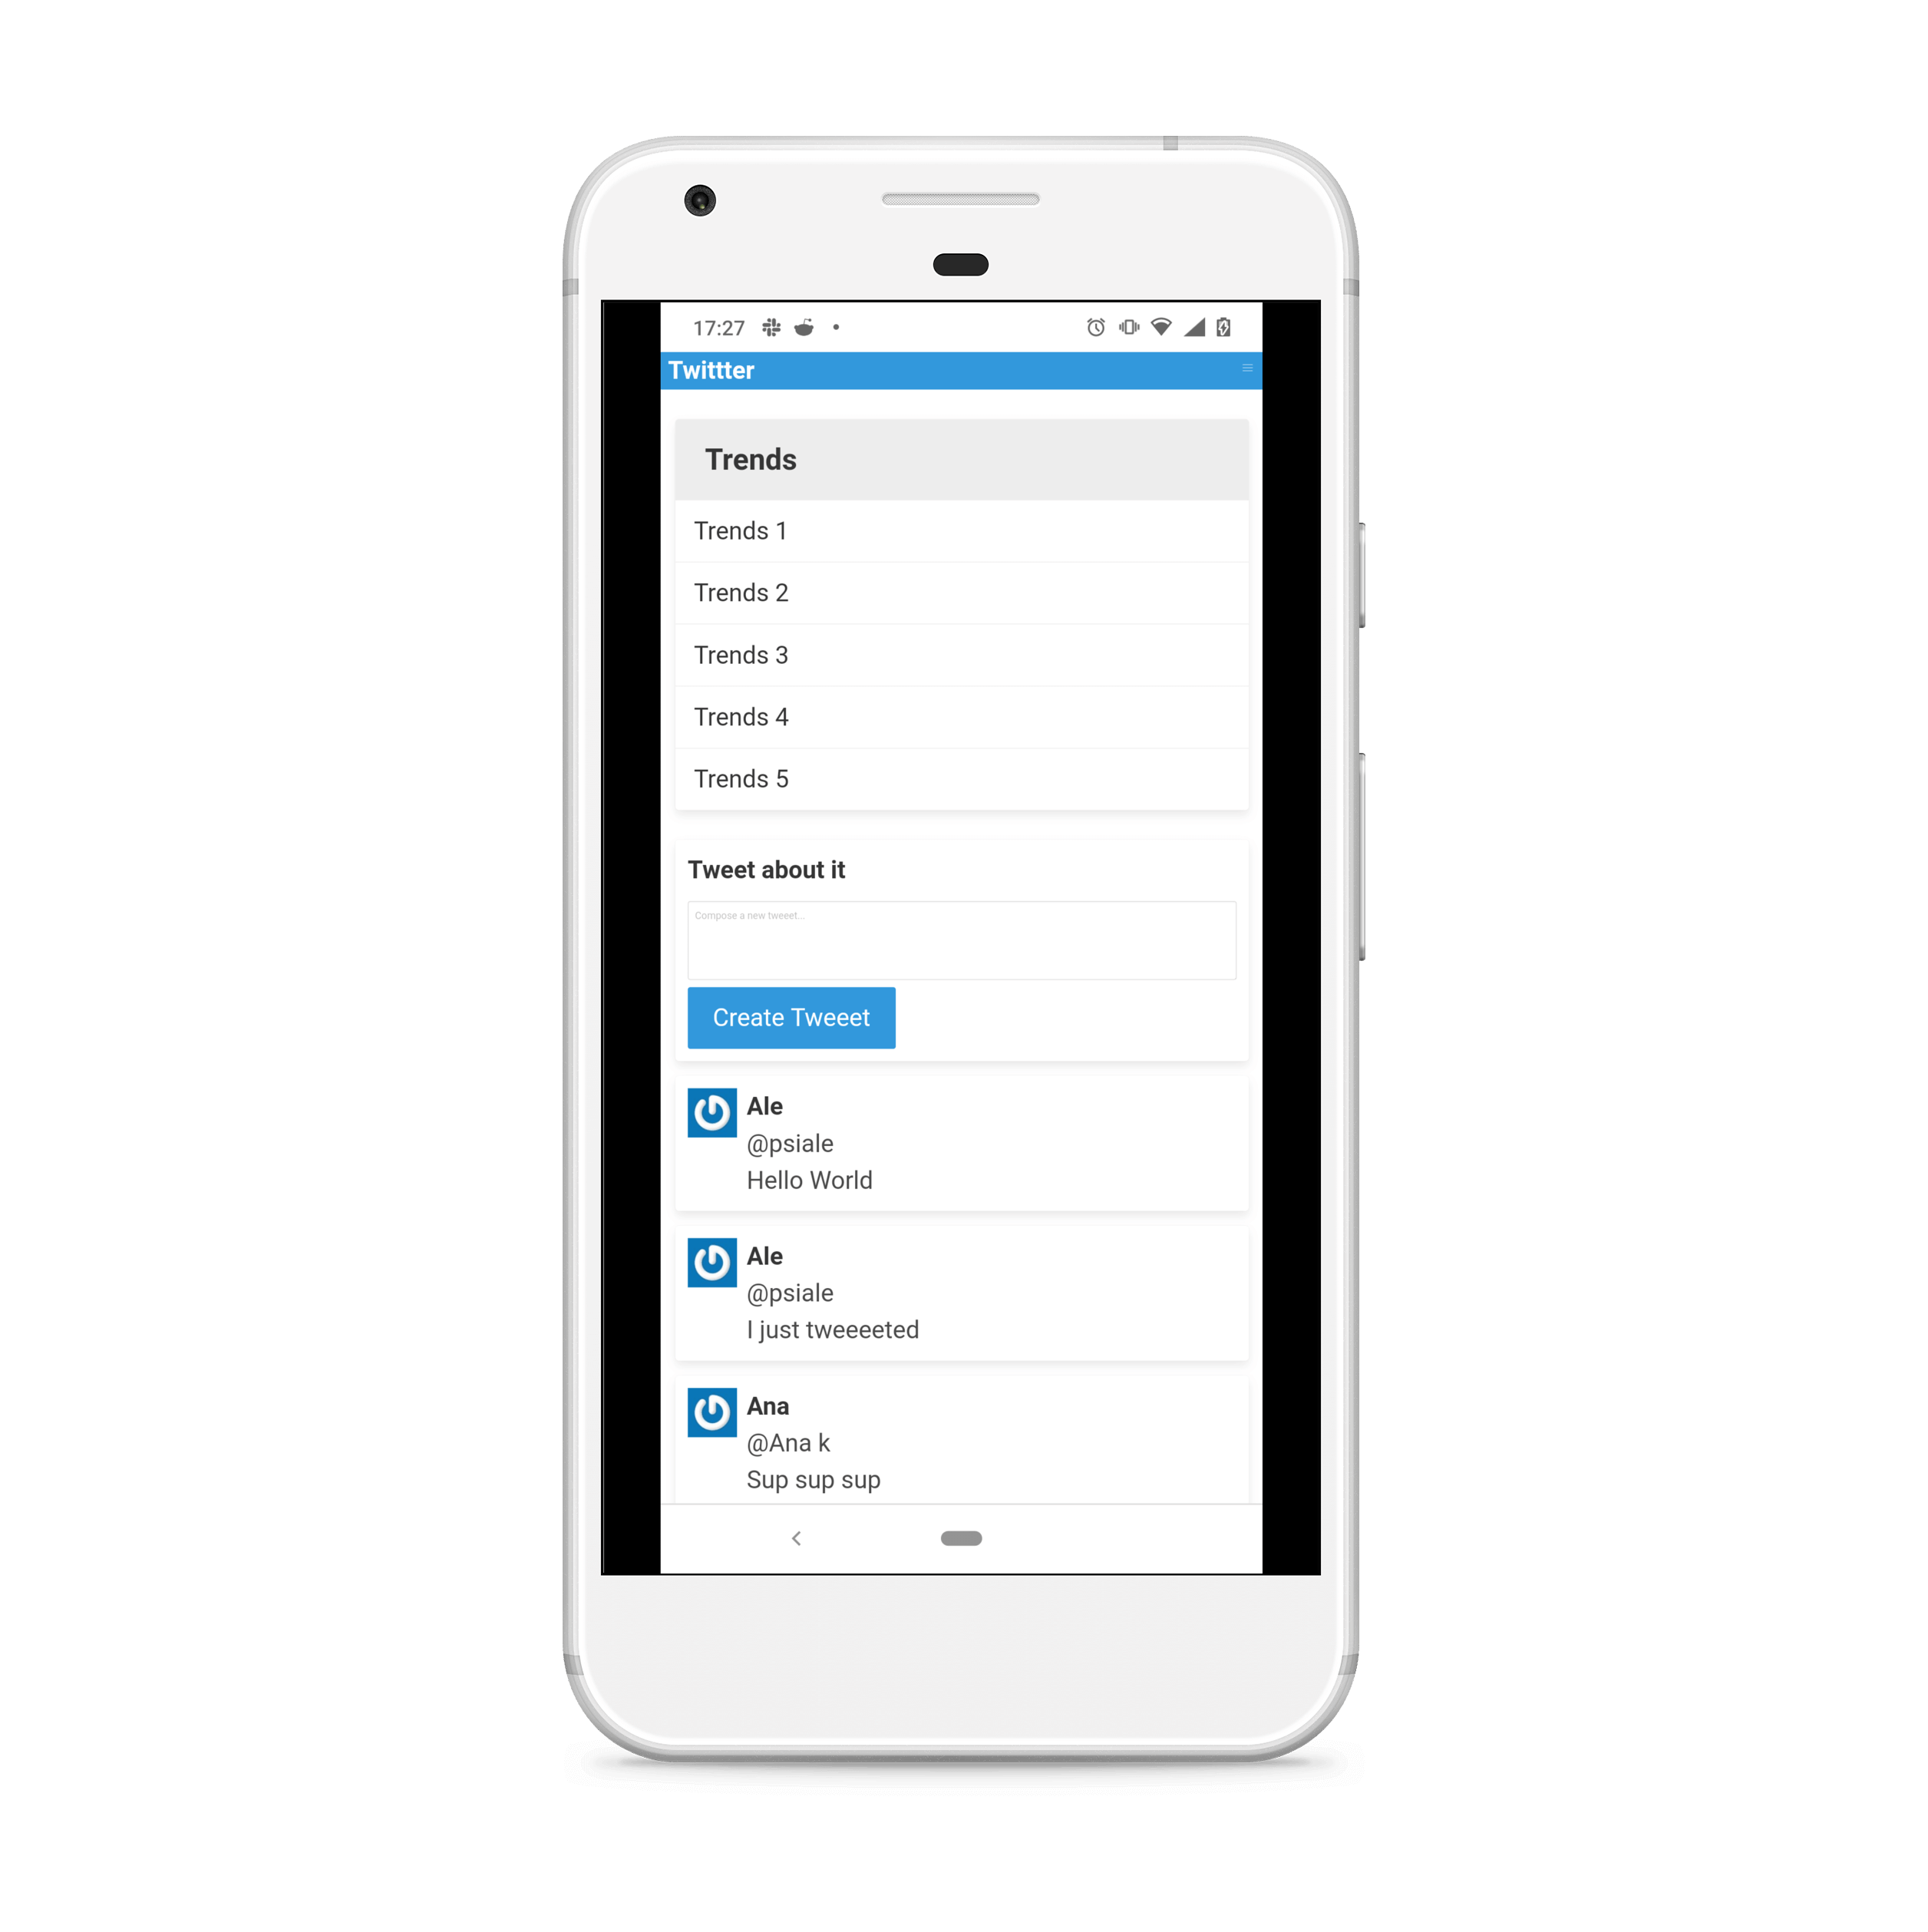 17:27
Twittter
Trends
Trends 1
Trends 2
Trends 3
Trends 4
Trends 5
Tweet about it
Compose a new tweeet...
Create Tweeet
Ale
@psiale
Hello World
Ale
@psiale
I just tweeeeted
Ana
@Ana k
Sup sup sup